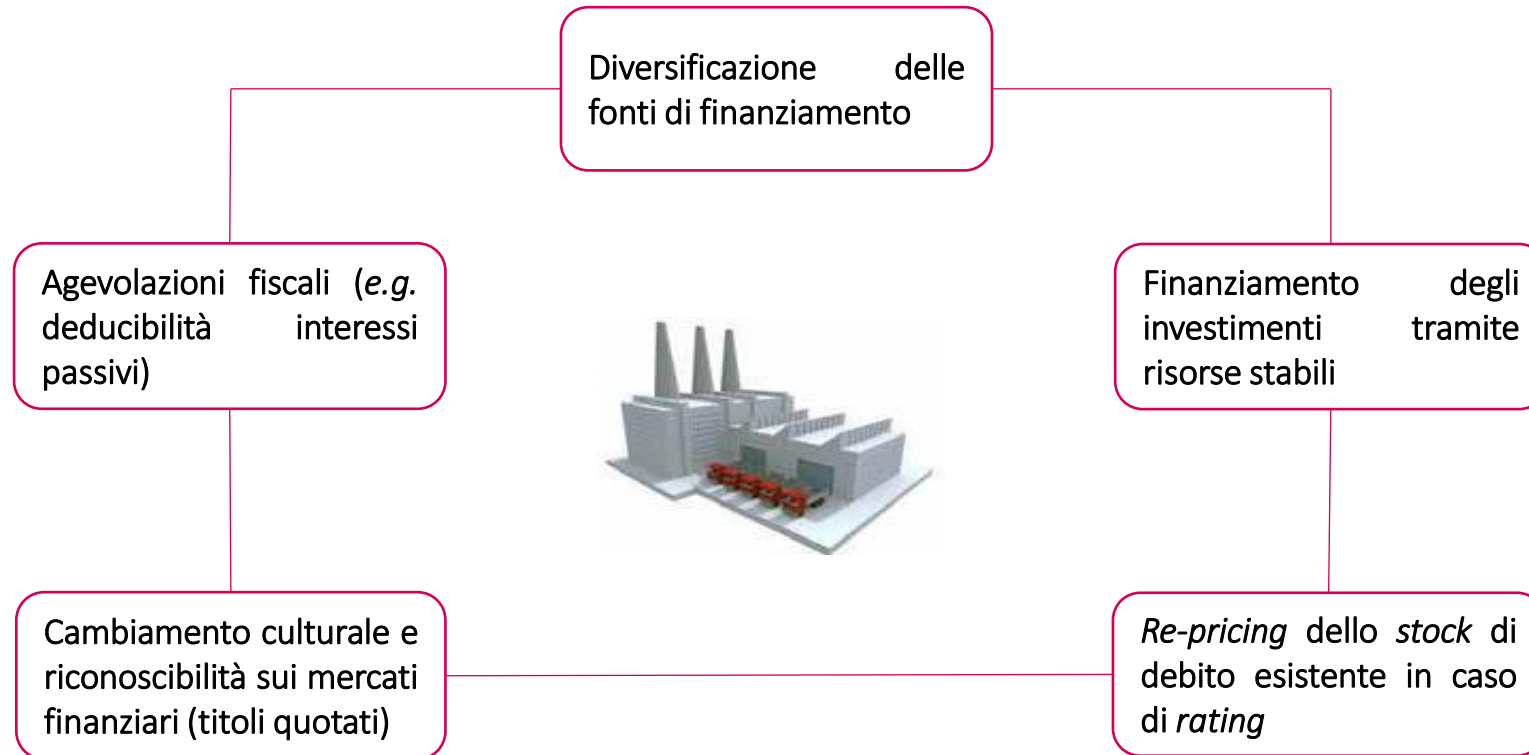 Diversificazione delle
fonti di finanziamento
Agevolazioni fiscali (e.g.
deducibilità interessi
passivi)
Finanziamento degli
investimenti tramite
risorse stabili
Cambiamento culturale e
riconoscibilità sui mercati
finanziari (titoli quotati)
Re-pricing dello stock di
debito esistente in caso
di rating